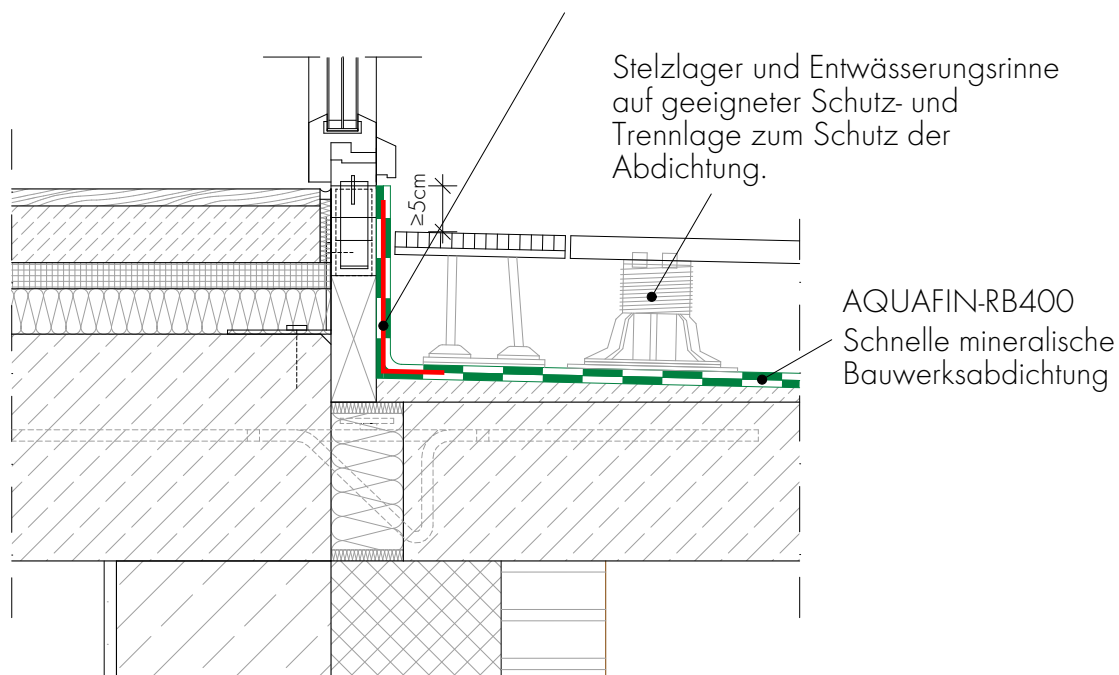 Stelzlager und Entwässerungsrinne
auf geeigneter Schutz- und
Trennlage zum Schutz der
Abdichtung.
≥5cm
AQUAFIN-RB400
Schnelle mineralische
Bauwerksabdichtung